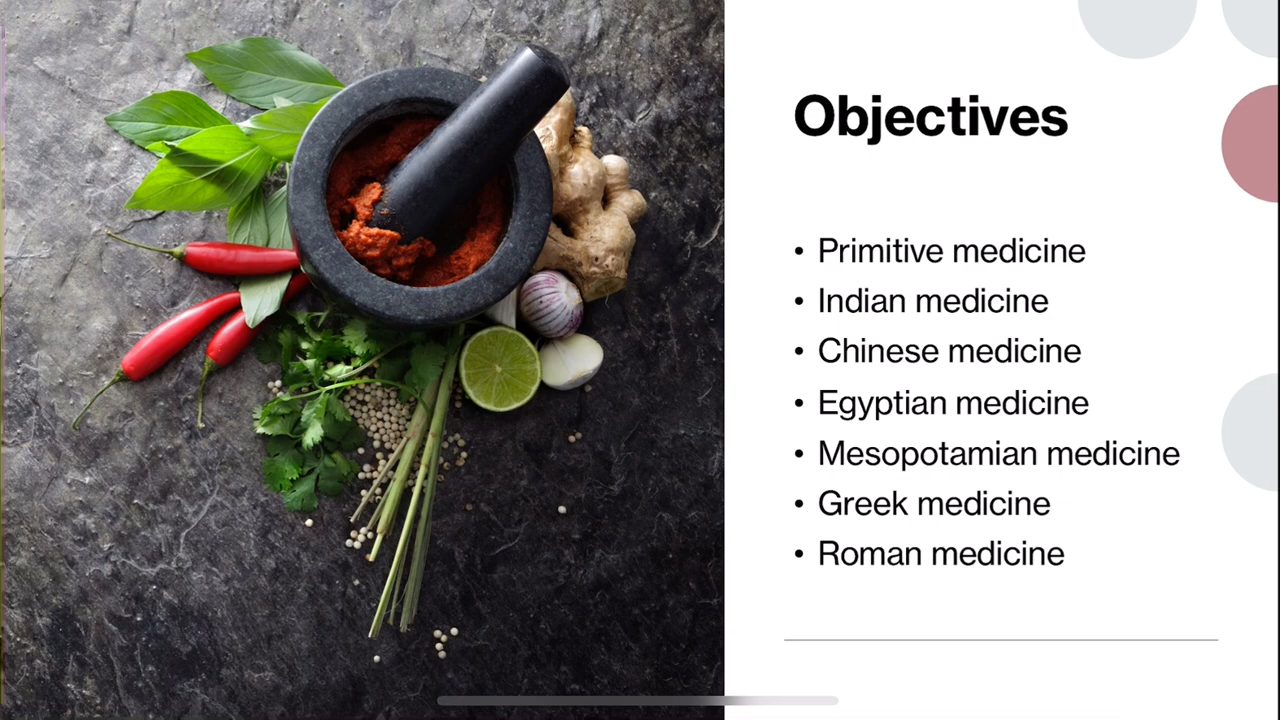 Objectives
• Primitive medicine
• Indian medicine
• Chinese medicine
• Egyptian medicine
• Mesopotamian medicine
• Greek medicine
• Roman medicine